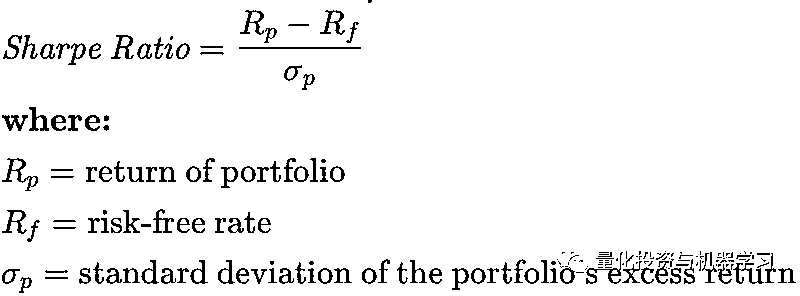 Sharpe Ratio = (R_p − R_f) / σ_p
where:
R_p = return of portfolio
R_f = risk-free rate
σ_p = standard deviation of the portfolio's excess return
量化投资与机器学习